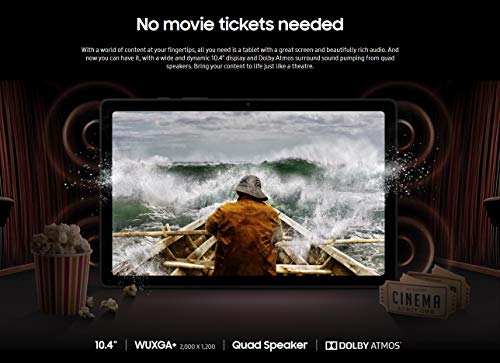 No movie tickets needed
With a world of content at your fingertips, all you need is a tablet with a great screen and beautifully rich audio. And
now you can have it, with a wide and dynamic 10.4" display and Dolby Atmos surround sound pumping from quad
speakers. Bring your content to life just like a theatre.
CINEMA
ADMIT ONE
10.4" | WUXGA+ 2,000 X 1,200 | Quad Speaker | DOLBY ATMOS